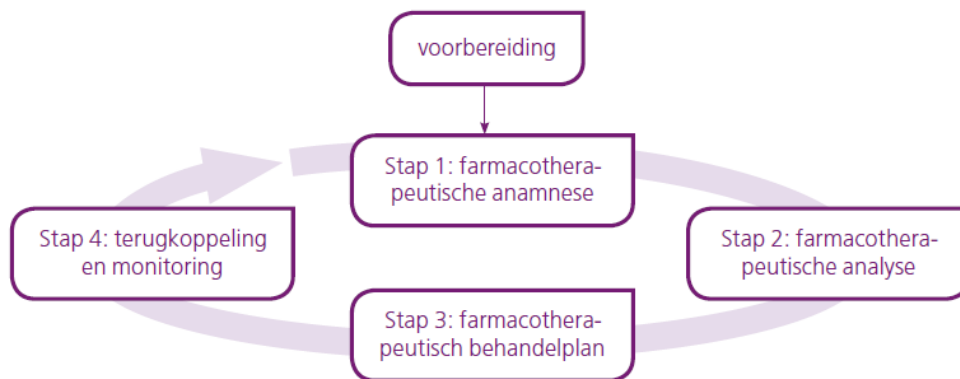 voorbereiding
Stap 1: farmacothera-
peutische anamnese
Stap 2: farmacothera-
peutische analyse
Stap 3: farmacothera-
peutisch behandelplan
Stap 4: terugkoppeling
en monitoring